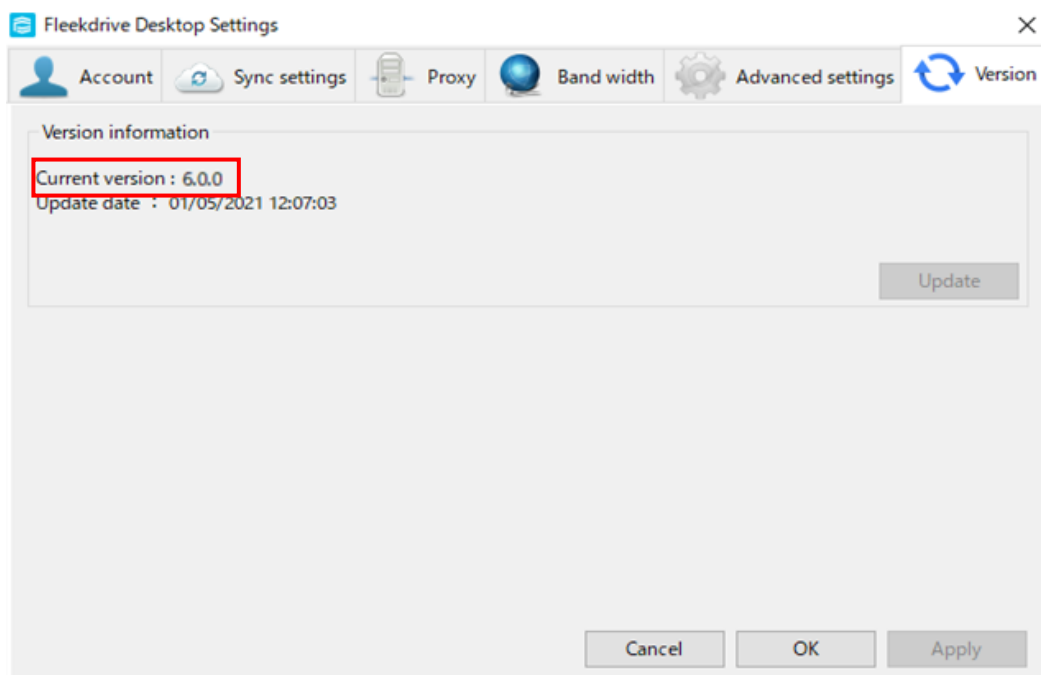 Fleekdrive Desktop Settings
Account Sync settings Proxy Band width Advanced settings Version
Version information
Current version : 6.0.0
Update date : 01/05/2021 12:07:03
Update
Cancel OK Apply